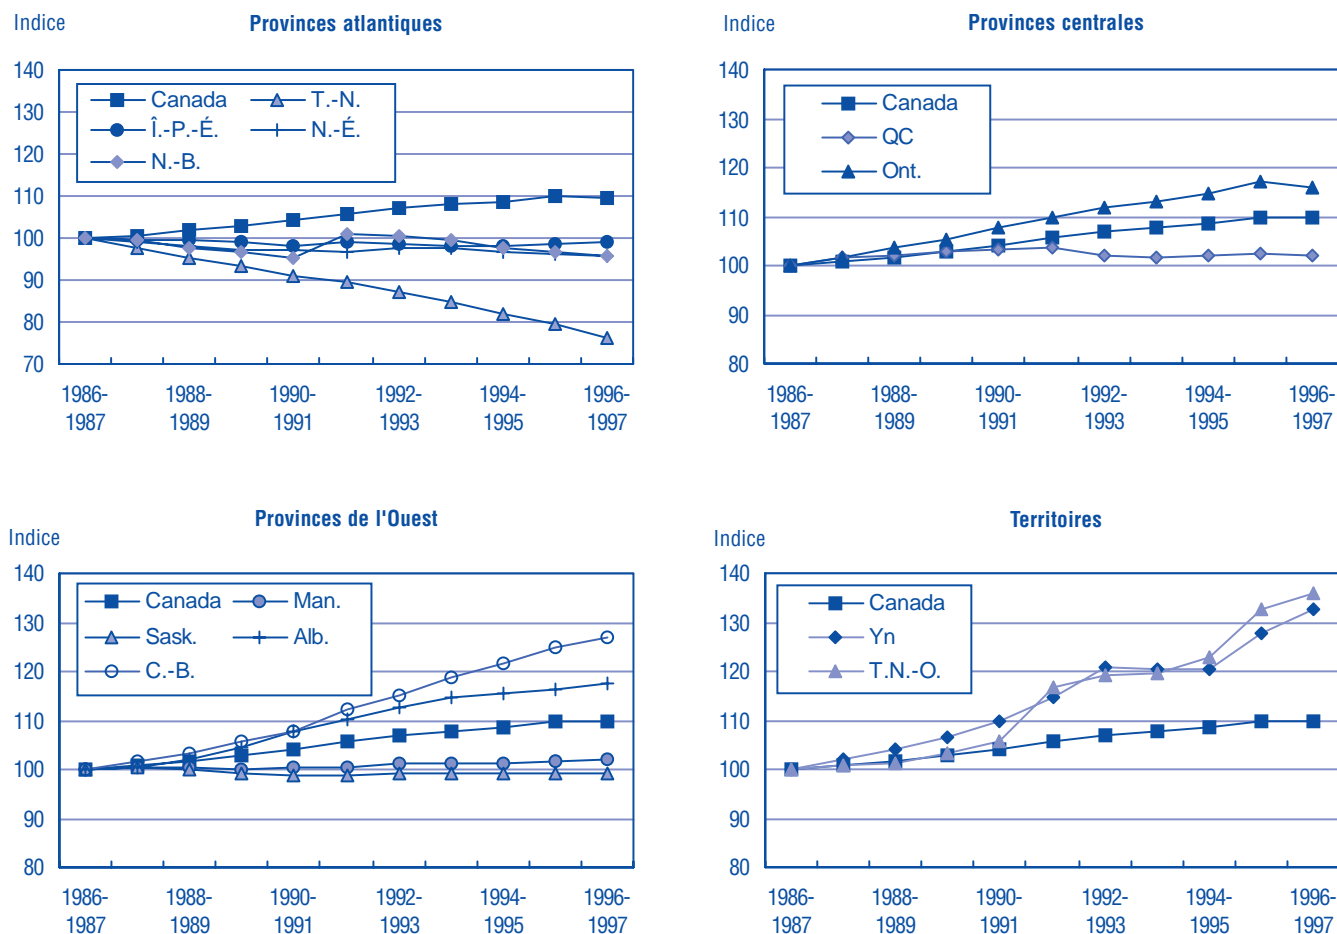 Provinces atlantiques
Indice
140
130
120
110
100
90
80
70
Canada T.-N.
Î.-P.-É. N.-É.
N.-B.
1986- 1988- 1990- 1992- 1994- 1996-
1987 1989 1991 1993 1995 1997
Provinces centrales
Indice
140
130
120
110
100
90
80
Canada
QC
Ont.
1986- 1988- 1990- 1992- 1994- 1996-
1987 1989 1991 1993 1995 1997
Provinces de l'Ouest
Indice
140
130
120
110
100
90
80
Canada Man.
Sask. Alb.
C.-B.
1986- 1988- 1990- 1992- 1994- 1996-
1987 1989 1991 1993 1995 1997
Territoires
Indice
140
130
120
110
100
90
80
Canada
Yn
T.N.-O.
1986- 1988- 1990- 1992- 1994- 1996-
1987 1989 1991 1993 1995 1997